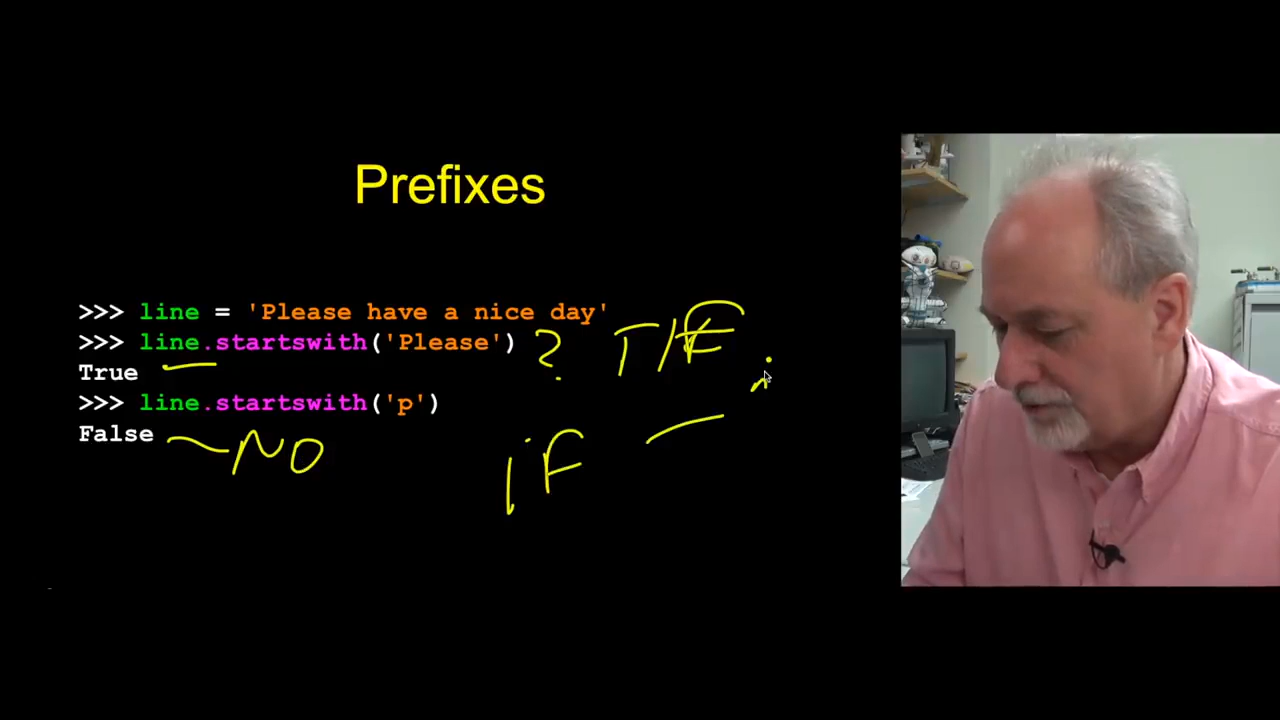 Prefixes
>>> line = 'Please have a nice day'
>>> line.startswith('Please') ? T/F
True
>>> line.startswith('p')
False NO
if